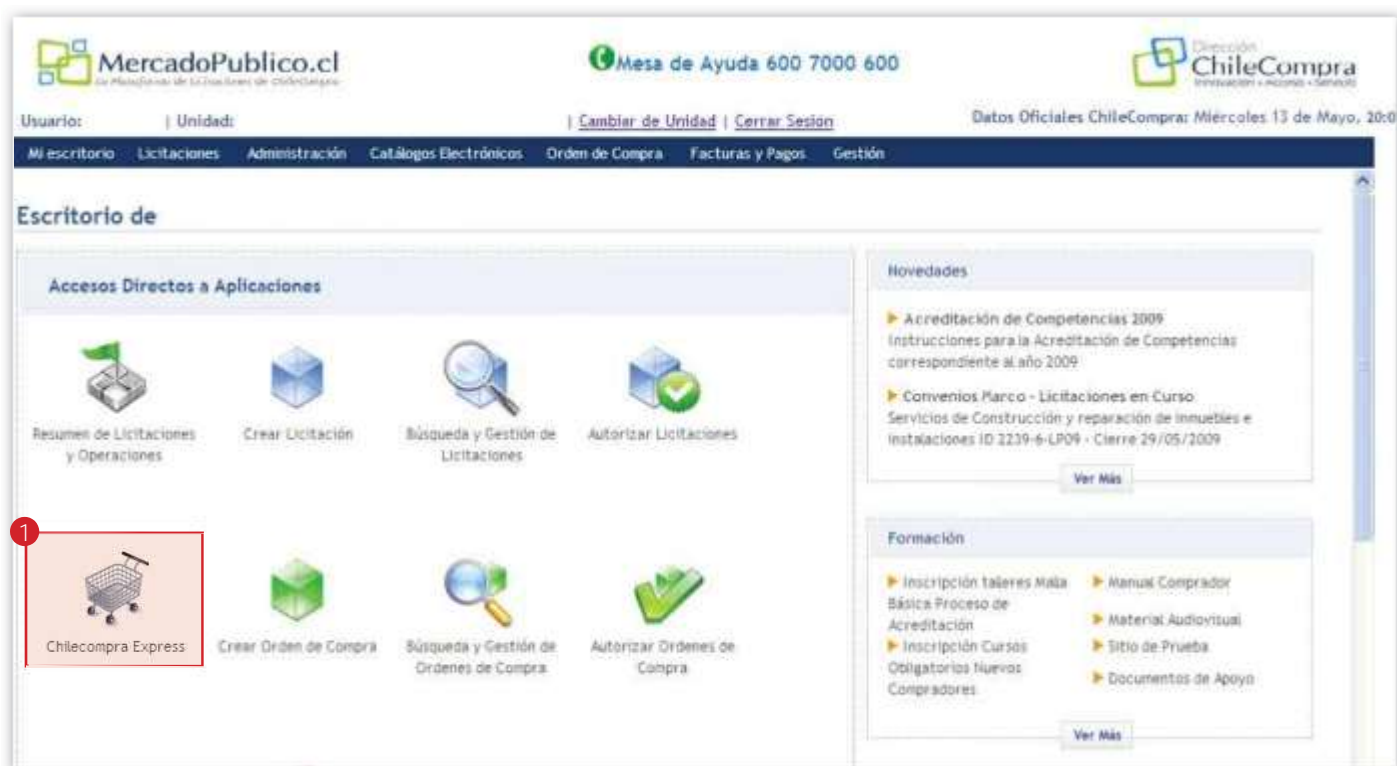 MercadoPublico.cl
Mesa de Ayuda 600 7000 600
Dirección
ChileCompra
Usuario: | Unidad: | Cambiar de Unidad | Cerrar Sesion
Datos Oficiales ChileCompra: Miércoles 13 de Mayo, 20:0
Mi escritorio Licitaciones Administración Catálogos Electrónicos Orden de Compra Facturas y Pagos Gestión
Escritorio de
Accesos Directos a Aplicaciones
Resumen de Licitaciones
y Operaciones
Crear Licitación
Búsqueda y Gestión de
Licitaciones
Autorizar Licitaciones
1
Chilecompra Express
Crear Orden de Compra
Búsqueda y Gestión de
Ordenes de Compra
Autorizar Ordenes de
Compra
Novedades
Acreditación de Competencias 2009
Instrucciones para la Acreditación de Competencias
correspondiente al año 2009
Convenios Marco - Licitaciones en Curso
Servicios de Construcción y reparación de inmuebles e
instalaciones ID 2239-6-LP09 - Cierre 29/05/2009
Ver Más
Formación
Inscripción talleres Malla
Básica Proceso de
Acreditación
Inscripción Cursos
Obligatorios Nuevos
Compradores
Manual Comprador
Material Audiovisual
Sitio de Prueba
Documentos de Apoyo
Ver Más